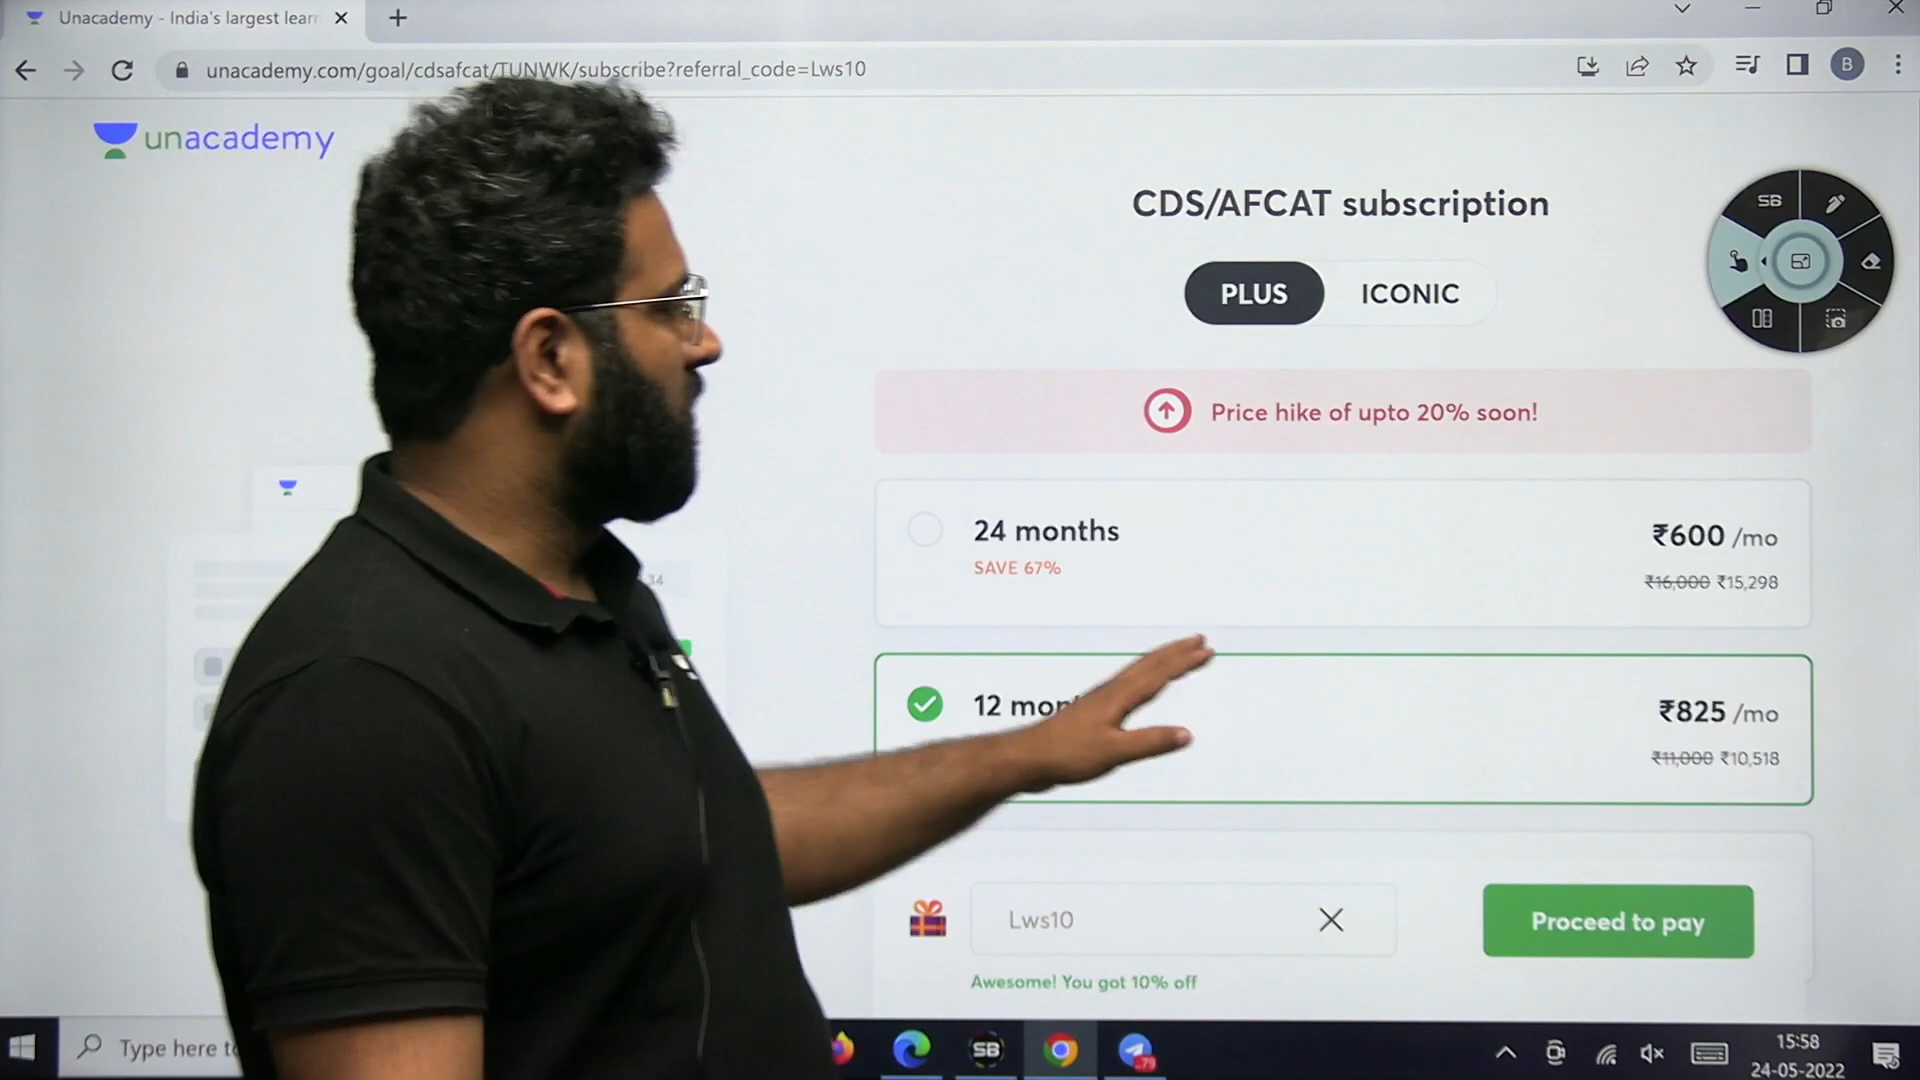 Unacademy - India's largest lear
unacademy.com/goal/cdsafcat/TUNWK/subscribe?referral_code=Lws10
B
unacademy
CDS/AFCAT subscription
SB
PLUS
ICONIC
Price hike of upto 20% soon!
24 months
₹600 /mo
SAVE 67%
₹16,000 ₹15,298
34
12 mon
₹825 /mo
₹11,000 ₹10,518
Lws10
Proceed to pay
Awesome! You got 10% off
Type here t
SB
79
15:58
24-05-2022